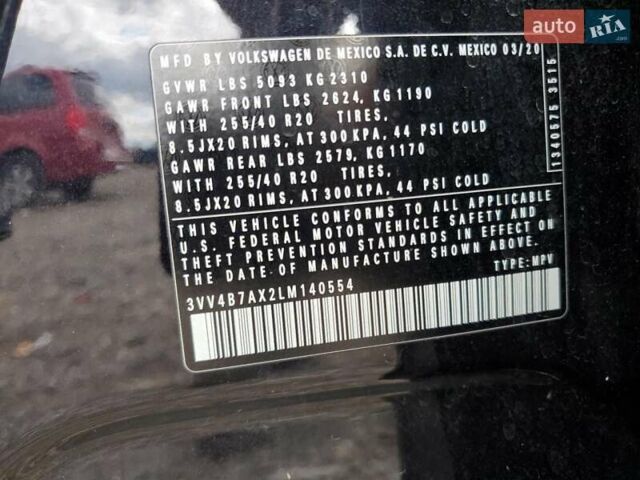 auto RIA .com
MFD BY VOLKSWAGEN DE MEXICO S.A. DE C.V. MEXICO 03/20
GVWR LBS 5093 KG 2310
GAWR FRONT LBS 2624, KG 1190
WITH 255/40 R20 TIRES,
8.5JX20 RIMS, AT 300 KPA, 44 PSI COLD
GAWR REAR LBS 2579, KG 1170
WITH 255/40 R20 TIRES,
8.5JX20 RIMS, AT 300 KPA, 44 PSI COLD
THIS VEHICLE CONFORMS TO ALL APPLICABLE
U.S. FEDERAL MOTOR VEHICLE SAFETY AND
THEFT PREVENTION STANDARDS IN EFFECT ON
THE DATE OF MANUFACTURE SHOWN ABOVE.
TYPE: MPV
3VV4B7AX2LM140554
1340575 3515